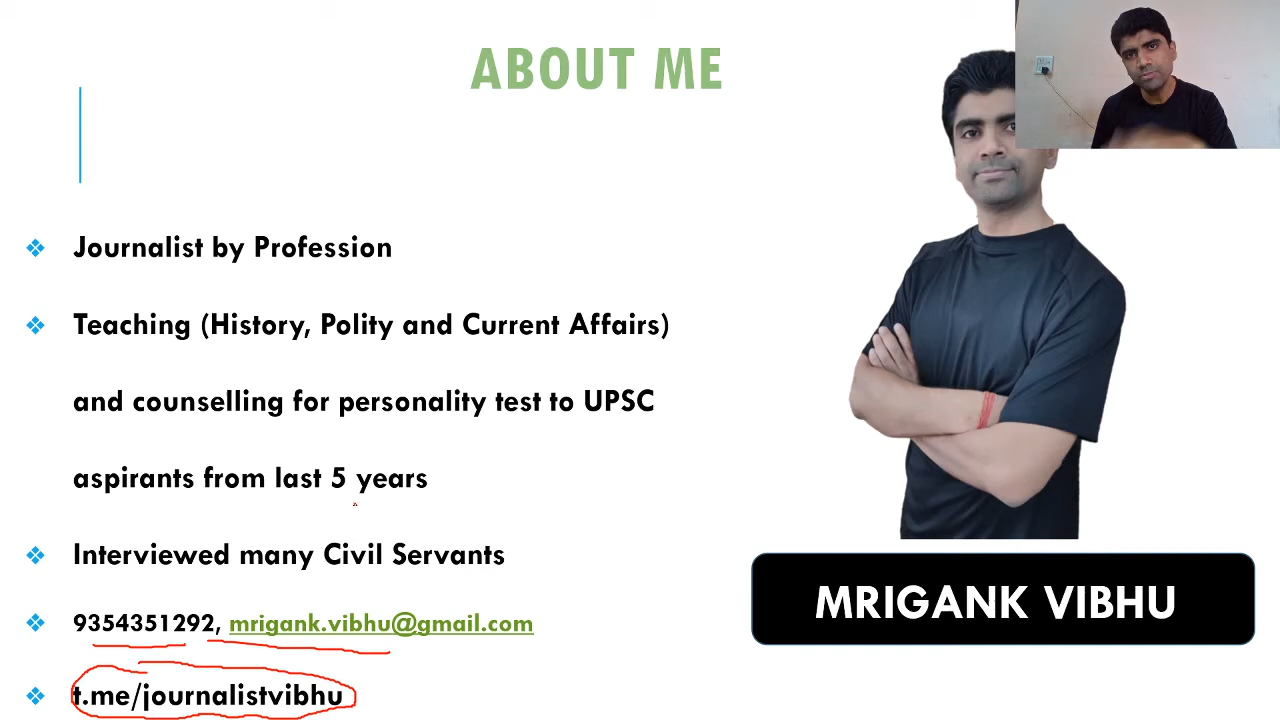 ABOUT ME
Journalist by Profession
Teaching (History, Polity and Current Affairs)
and counselling for personality test to UPSC
aspirants from last 5 years
Interviewed many Civil Servants
9354351292, mrigank.vibhu@gmail.com
t.me/journalistvibhu
MRIGANK VIBHU